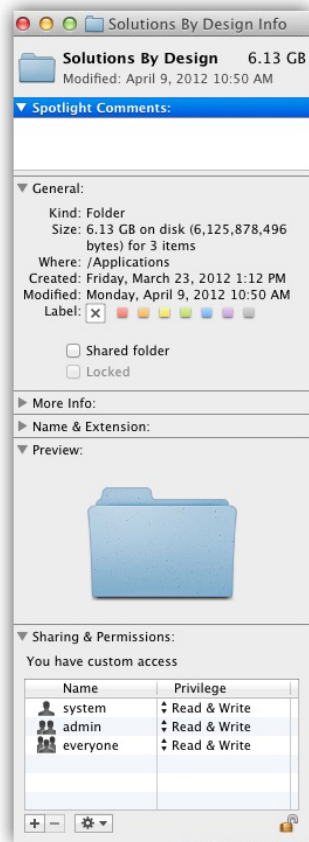 Solutions By Design Info
Solutions By Design 6.13 GB
Modified: April 9, 2012 10:50 AM
Spotlight Comments:
General:
Kind: Folder
Size: 6.13 GB on disk (6,125,878,496
bytes) for 3 items
Where: /Applications
Created: Friday, March 23, 2012 1:12 PM
Modified: Monday, April 9, 2012 10:50 AM
Label:
Shared folder
Locked
More Info:
Name & Extension:
Preview:
Sharing & Permissions:
You have custom access
Name Privilege
system Read & Write
admin Read & Write
everyone Read & Write